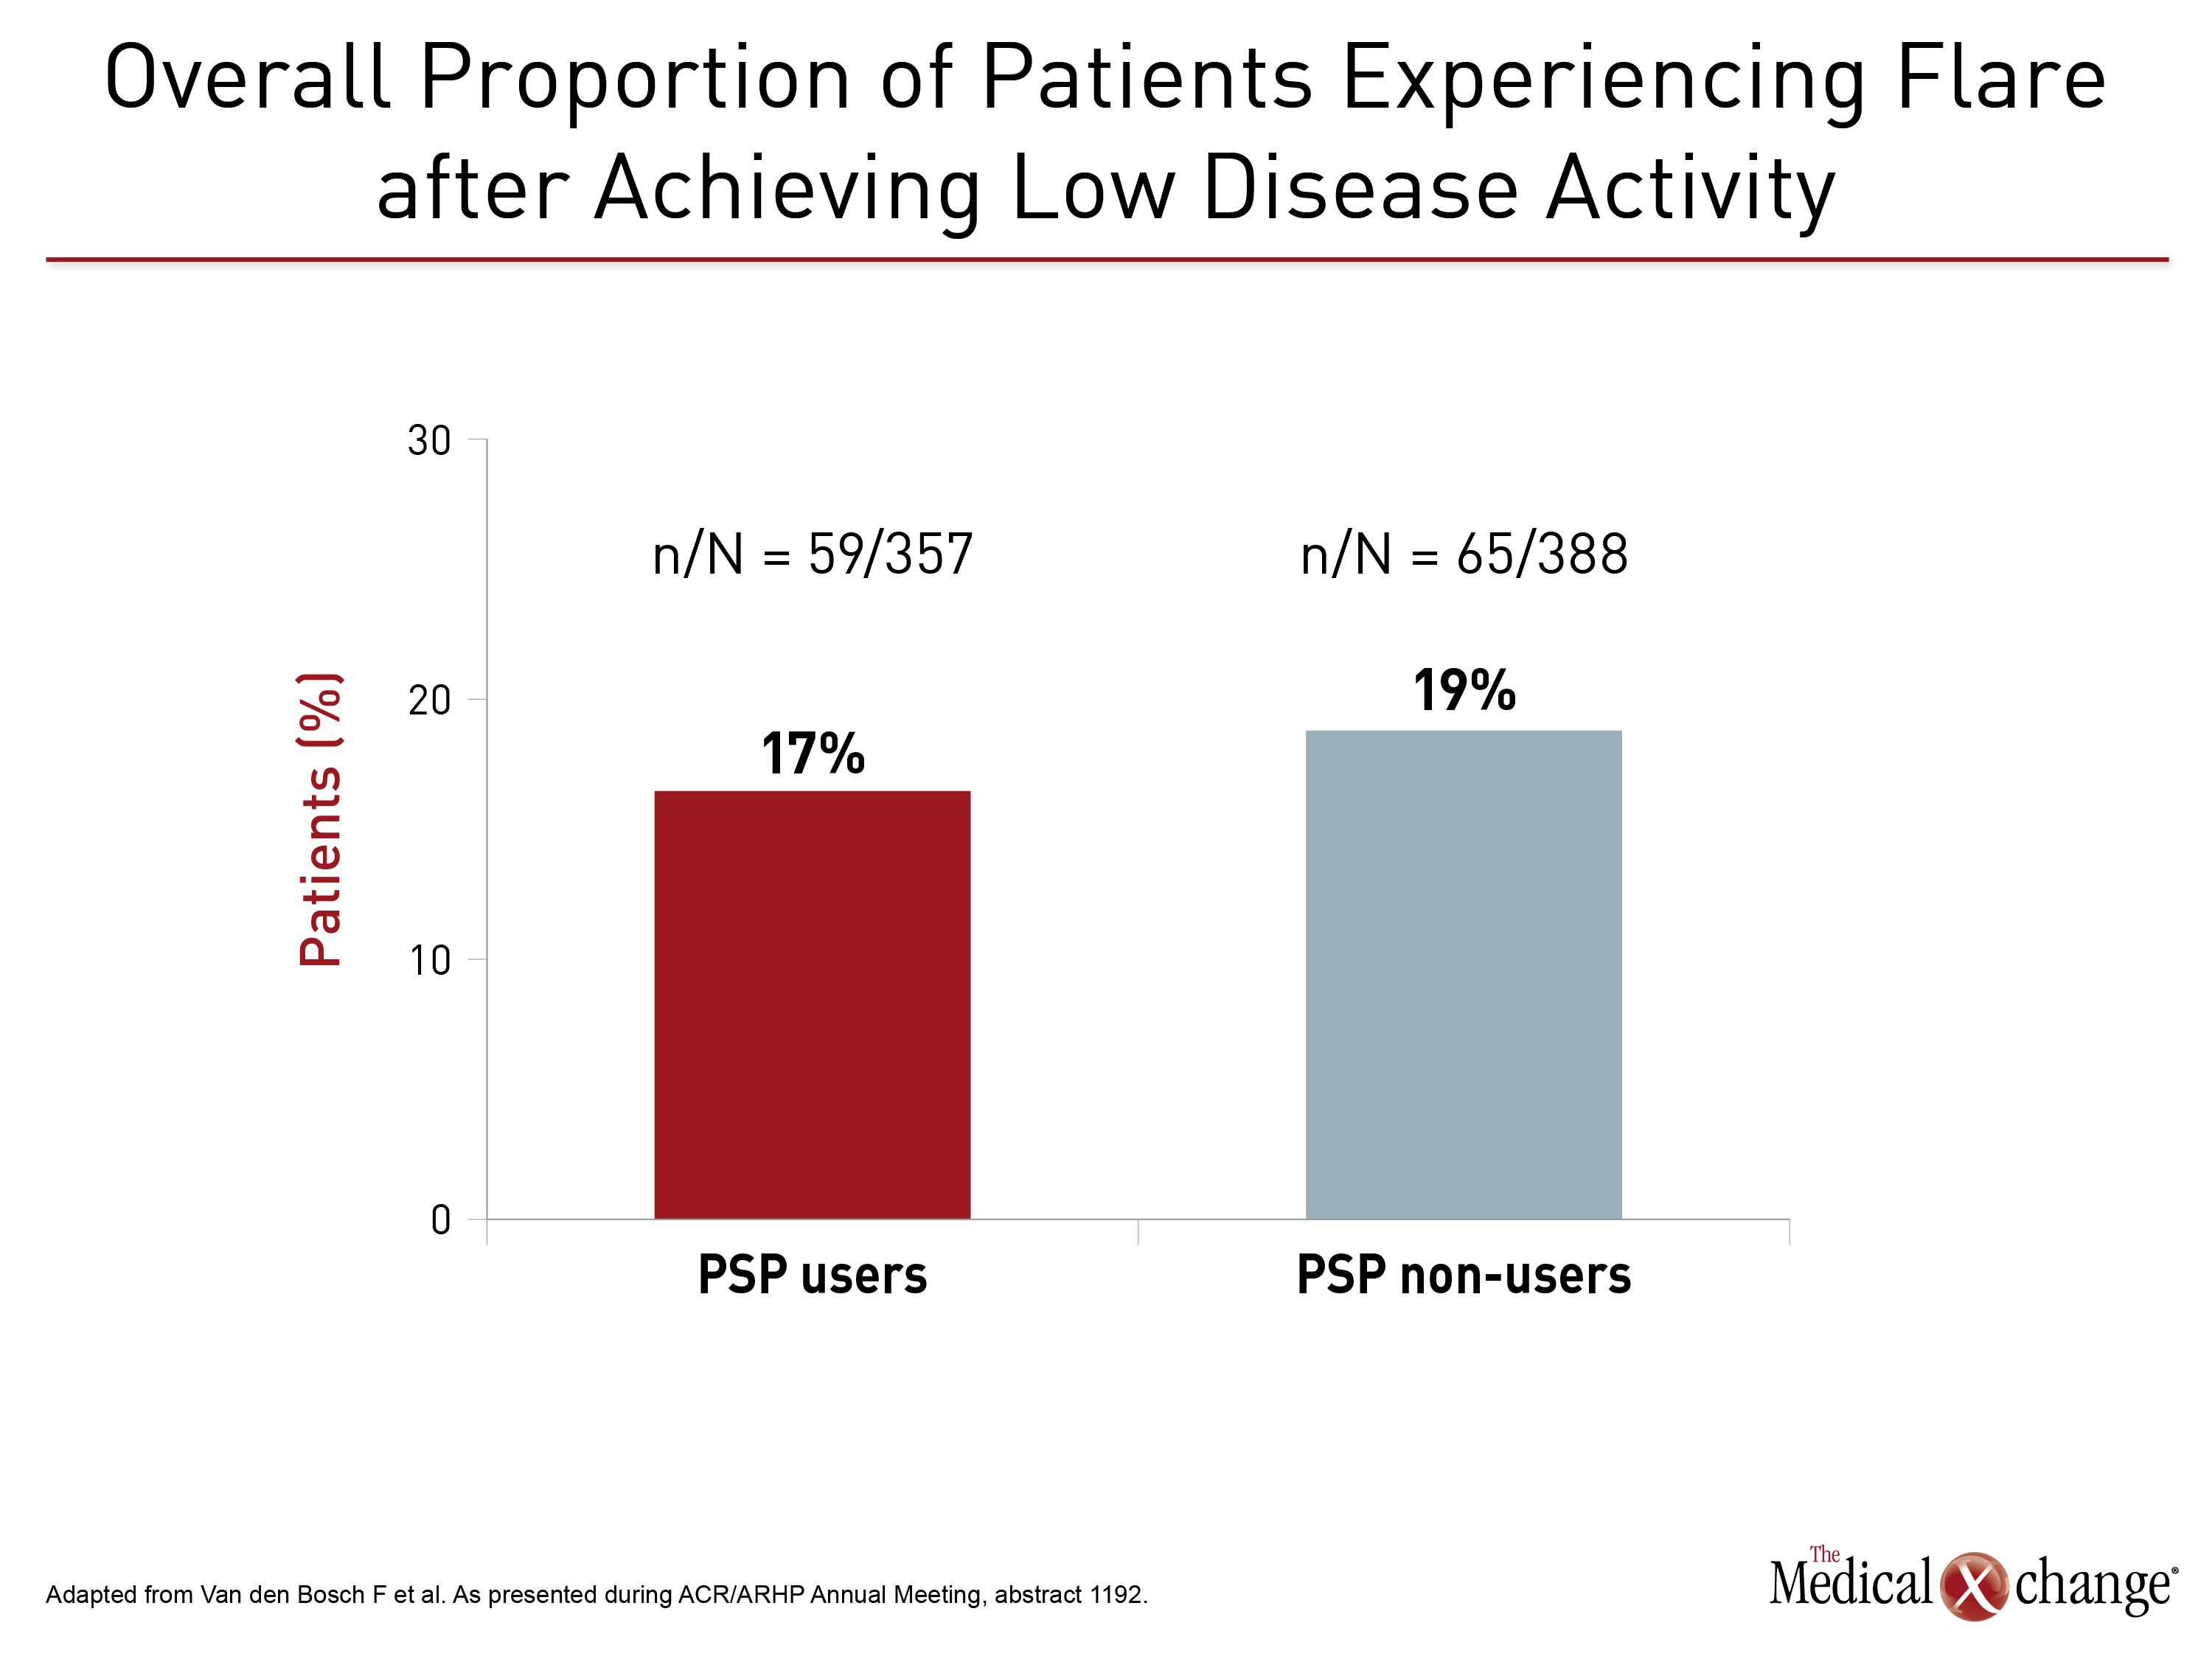 Overall Proportion of Patients Experiencing Flare
after Achieving Low Disease Activity
Patients (%)
30
20
10
0
n/N = 59/357
n/N = 65/388
17%
19%
PSP users
PSP non-users
Adapted from Van den Bosch F et al. As presented during ACR/ARHP Annual Meeting, abstract 1192.
The
Medical Xchange®